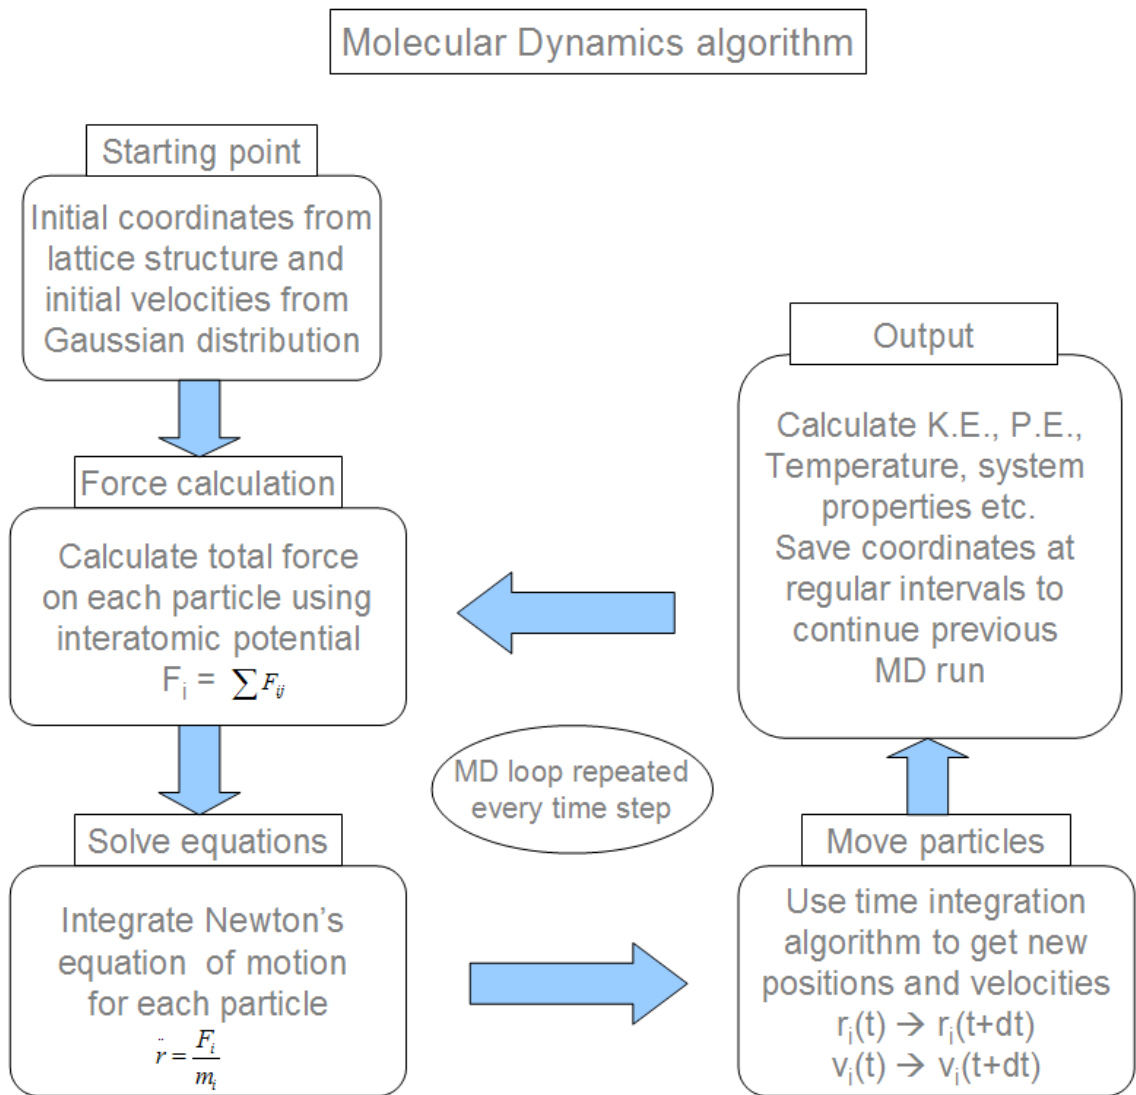 Molecular Dynamics algorithm
Starting point
Initial coordinates from
lattice structure and
initial velocities from
Gaussian distribution
Force calculation
Calculate total force
on each particle using
interatomic potential
Fᵢ = ∑ Fᵢⱼ
Solve equations
Integrate Newton’s
equation of motion
for each particle
r̈ = Fᵢ / mᵢ
MD loop repeated
every time step
Move particles
Use time integration
algorithm to get new
positions and velocities
rᵢ(t) → rᵢ(t+dt)
vᵢ(t) → vᵢ(t+dt)
Output
Calculate K.E., P.E.,
Temperature, system
properties etc.
Save coordinates at
regular intervals to
continue previous
MD run